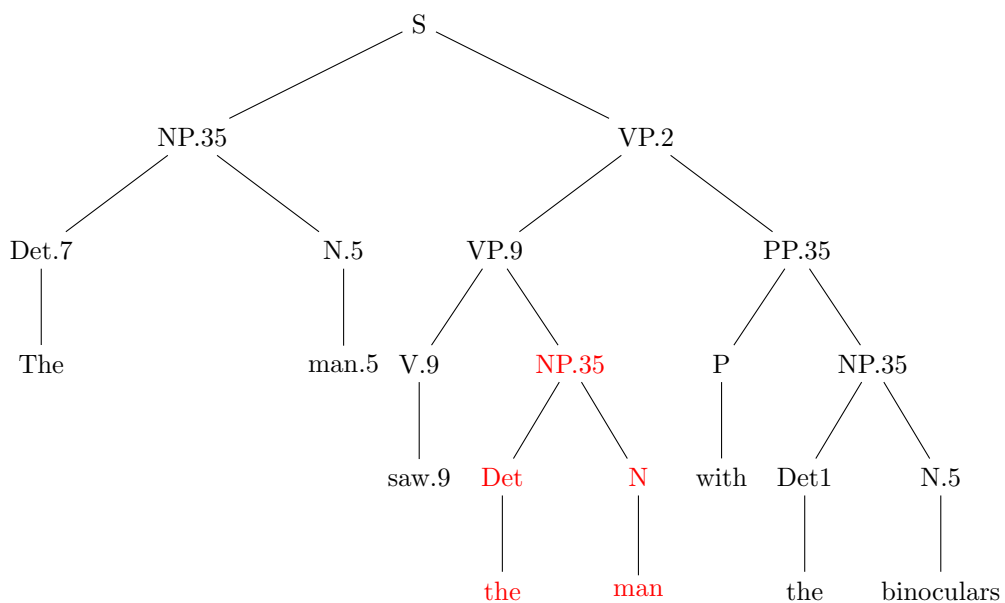 S
NP.35 VP.2
Det.7 N.5 VP.9 PP.35
The man.5 V.9 NP.35 P NP.35
saw.9 Det N with Det1 N.5
the man the binoculars